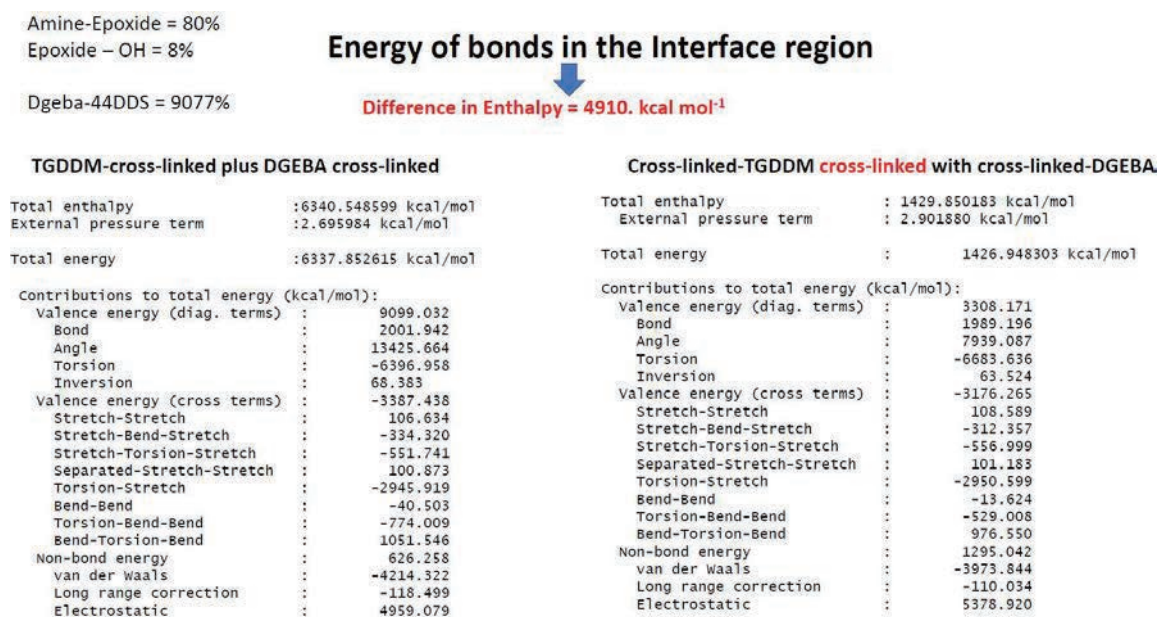 Amine-Epoxide = 80%
Epoxide – OH = 8%
Energy of bonds in the Interface region
Dgeba-44DDS = 9077%
Difference in Enthalpy = 4910. kcal mol⁻¹
TGDDM-cross-linked plus DGEBA cross-linked
Total enthalpy :6340.548599 kcal/mol
External pressure term :2.695984 kcal/mol
Total energy :6337.852615 kcal/mol
Contributions to total energy (kcal/mol):
Valence energy (diag. terms) : 9099.032
Bond : 2001.942
Angle : 13425.664
Torsion : -6396.958
Inversion : 68.383
Valence energy (cross terms) : -3387.438
Stretch-Stretch : 106.634
Stretch-Bend-Stretch : -334.320
Stretch-Torsion-Stretch : -551.741
Separated-Stretch-Stretch : 100.873
Torsion-Stretch : -2945.919
Bend-Bend : -40.503
Torsion-Bend-Bend : -774.009
Bend-Torsion-Bend : 1051.546
Non-bond energy : 626.258
van der Waals : -4214.322
Long range correction : -118.499
Electrostatic : 4959.079
Cross-linked-TGDDM cross-linked with cross-linked-DGEBA.
Total enthalpy : 1429.850183 kcal/mol
External pressure term : 2.901880 kcal/mol
Total energy : 1426.948303 kcal/mol
Contributions to total energy (kcal/mol):
Valence energy (diag. terms) : 3308.171
Bond : 1989.196
Angle : 7939.087
Torsion : -6683.636
Inversion : 63.524
Valence energy (cross terms) : -3176.265
Stretch-Stretch : 108.589
Stretch-Bend-Stretch : -312.357
Stretch-Torsion-Stretch : -556.999
Separated-Stretch-Stretch : 101.183
Torsion-Stretch : -2950.599
Bend-Bend : -13.624
Torsion-Bend-Bend : -529.008
Bend-Torsion-Bend : 976.550
Non-bond energy : 1295.042
van der Waals : -3973.844
Long range correction : -110.034
Electrostatic : 5378.920